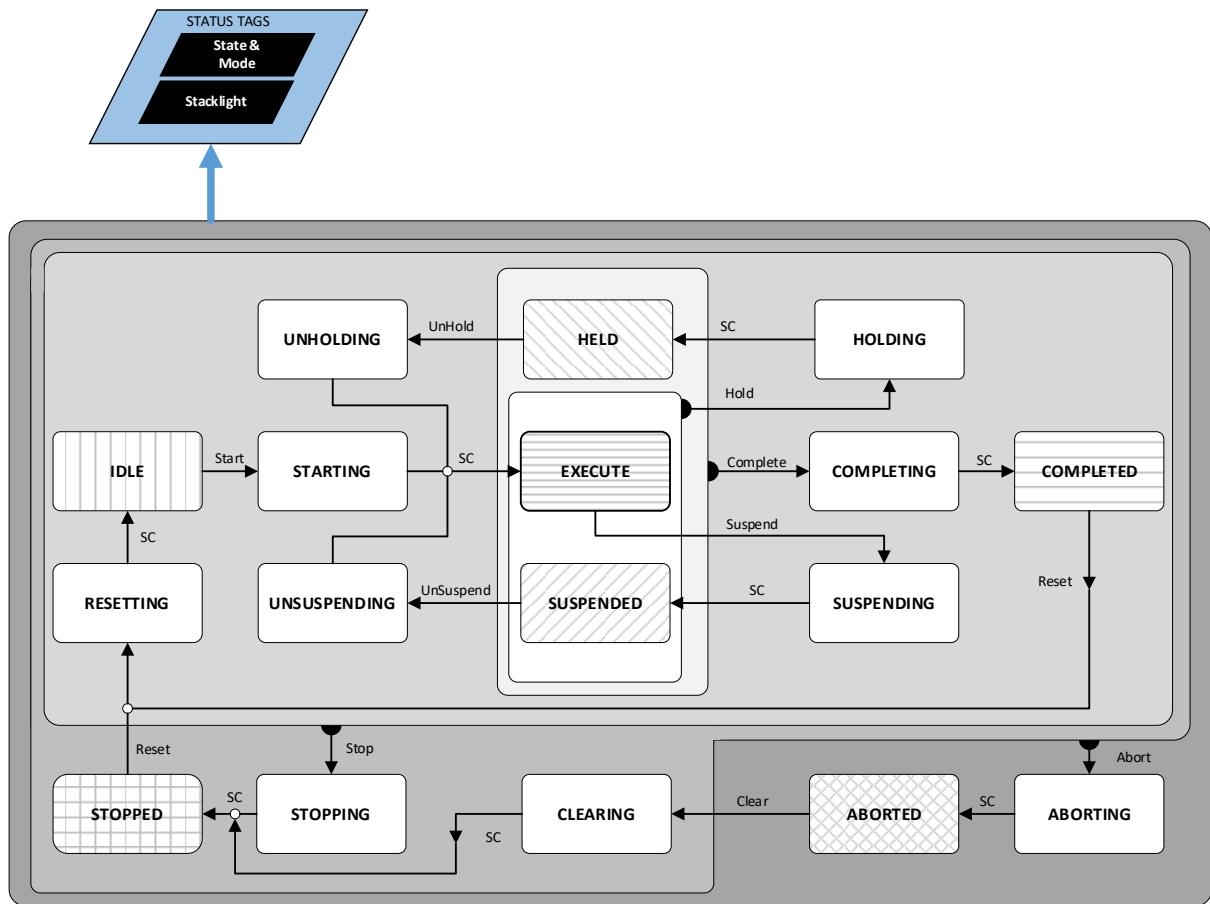 STATUS TAGS
State &
Mode
Stacklight
UNHOLDING
UnHold
HELD
SC
HOLDING
Hold
IDLE
Start
STARTING
SC
EXECUTE
Complete
COMPLETING
SC
COMPLETED
Suspend
SC
RESETTING
UNSUSPENDING
UnSuspend
SUSPENDED
SC
SUSPENDING
Reset
Reset
Stop
Abort
STOPPED
SC
STOPPING
SC
CLEARING
Clear
ABORTED
SC
ABORTING